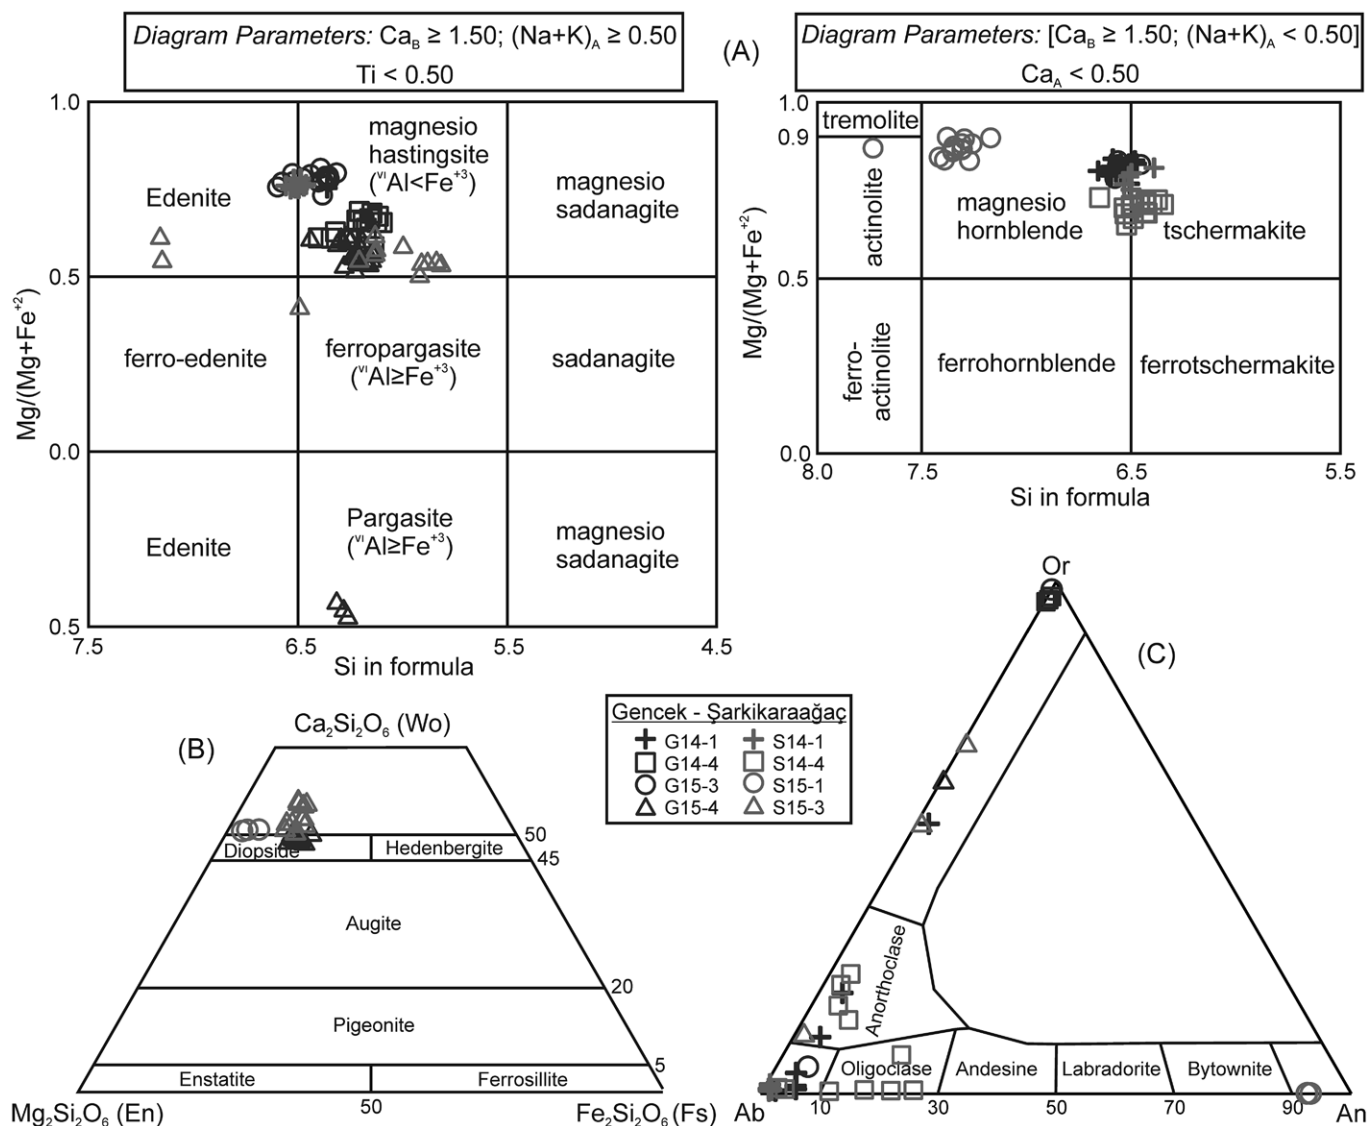 Diagram Parameters: Ca_B ≥ 1.50; (Na+K)_A ≥ 0.50
Ti < 0.50
(A)
Diagram Parameters: [Ca_B ≥ 1.50; (Na+K)_A < 0.50]
Ca_A < 0.50
1.0
0.5
0.0
0.5
Mg/(Mg+Fe⁺²)
Edenite
magnesio
hastingsite
(ᵛᴵAl<Fe⁺³)
magnesio
sadanagite
ferro-edenite
ferropargasite
(ᵛᴵAl≥Fe⁺³)
sadanagite
Edenite
Pargasite
(ᵛᴵAl≥Fe⁺³)
magnesio
sadanagite
7.5
6.5
5.5
4.5
Si in formula
1.0
0.9
0.5
0.0
Mg/(Mg+Fe⁺²)
tremolite
actinolite
magnesio
hornblende
tschermakite
ferro-
actinolite
ferrohornblende
ferrotschermakite
8.0
7.5
6.5
5.5
Si in formula
(B)
Ca₂Si₂O₆ (Wo)
Diopside
Hedenbergite
50
45
Augite
20
Pigeonite
5
Enstatite
Ferrosillite
Mg₂Si₂O₆ (En)
50
Fe₂Si₂O₆ (Fs)
Gencek - Şarkikaraağaç
G14-1 S14-1
G14-4 S14-4
G15-3 S15-1
G15-4 S15-3
(C)
Or
Anorthoclase
Oligoclase
Andesine
Labradorite
Bytownite
Ab
10
30
50
70
90
An